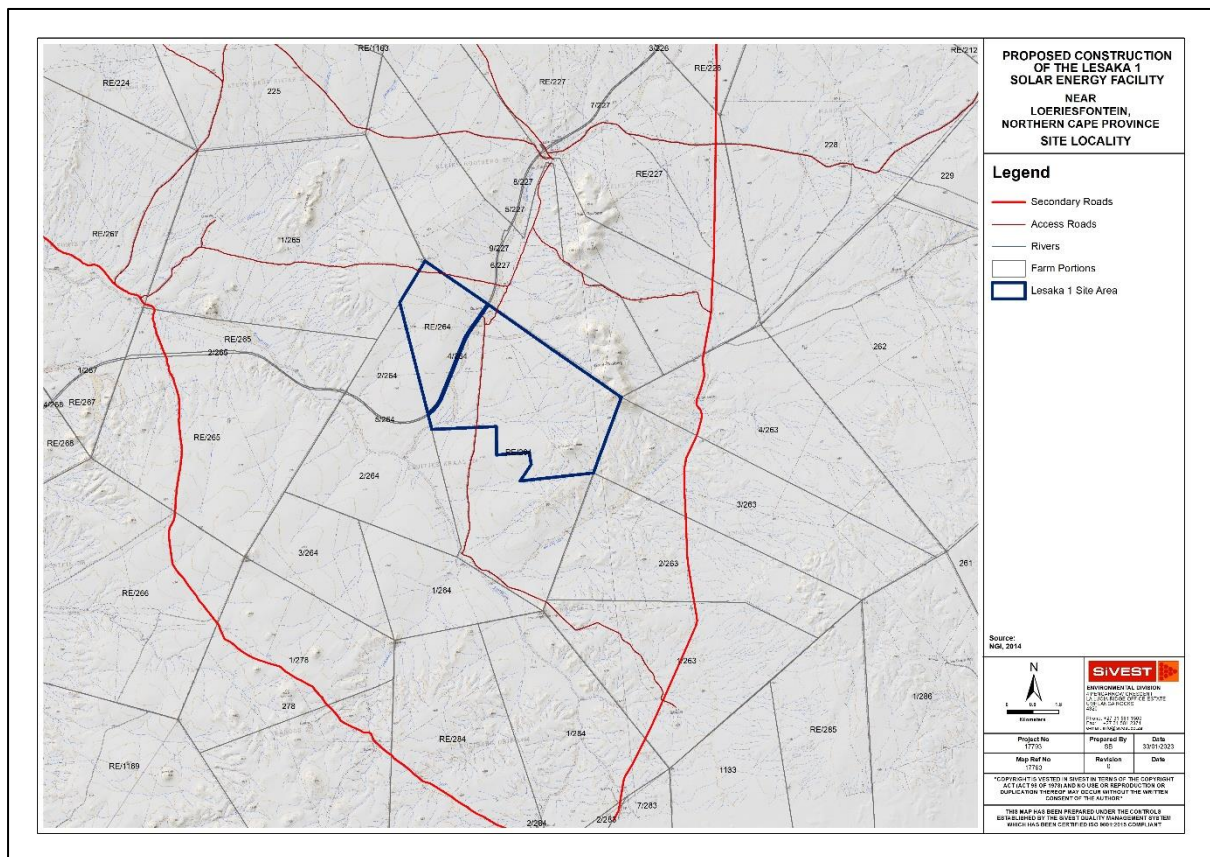 RE/1163
3/226
RE/212
RE/224
RE/227
RE/226
225
7/227
228
RE/227
229
8/227
5/227
RE/267
1/265
9/227
6/227
RE/264
RE/265
2/265
4/264
262
1/267
2/264
RE/267
RE/265
2/264
RE/264
4/263
3/263
3/264
2/263
261
1/264
RE/266
1/263
1/278
278
1/286
RE/284
1/284
RE/285
RE/1169
1133
7/283
2/284
2/283
PROPOSED CONSTRUCTION
OF THE LESAKA 1
SOLAR ENERGY FACILITY
NEAR
LOERIESFONTEIN,
NORTHERN CAPE PROVINCE
SITE LOCALITY
Legend
Secondary Roads
Access Roads
Rivers
Farm Portions
Lesaka 1 Site Area
Source:
NGI, 2014
N
Kilometers
SiVEST
ENVIRONMENTAL DIVISION
Project No
Prepared By
Date
17793
SB
Map Ref No
Revision
Date
0
"COPYRIGHT IS VESTED IN SIVEST IN TERMS OF THE COPYRIGHT
ACT (ACT 98 OF 1978) AND NO USE OR REPRODUCTION OR
DUPLICATION THEREOF MAY OCCUR WITHOUT THE WRITTEN
CONSENT OF THE AUTHOR"
THIS MAP HAS BEEN PREPARED UNDER THE CONTROLS
ESTABLISHED BY THE SIVEST QUALITY MANAGEMENT SYSTEM
WHICH HAS BEEN CERTIFIED ISO 9001:2015 COMPLIANT